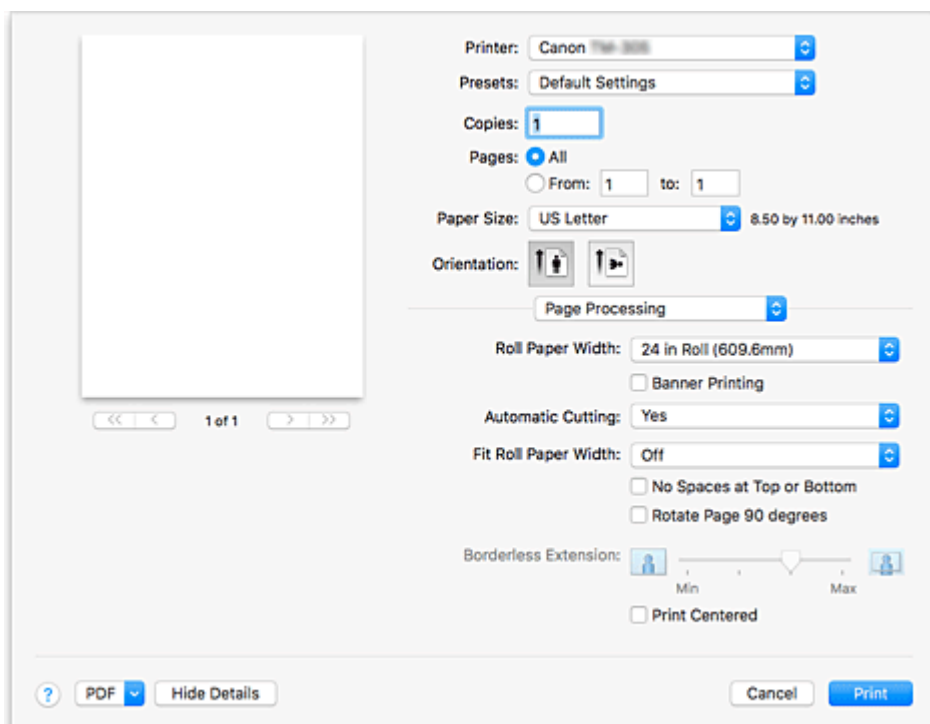 Printer: Canon
Presets: Default Settings
Copies: 1
Pages: All
From: 1 to: 1
Paper Size: US Letter 8.50 by 11.00 inches
Orientation:
Page Processing
Roll Paper Width: 24 in Roll (609.6mm)
Banner Printing
<< < 1 of 1 > >>
Automatic Cutting: Yes
Fit Roll Paper Width: Off
No Spaces at Top or Bottom
Rotate Page 90 degrees
Borderless Extension:
Min Max
Print Centered
? PDF Hide Details Cancel Print